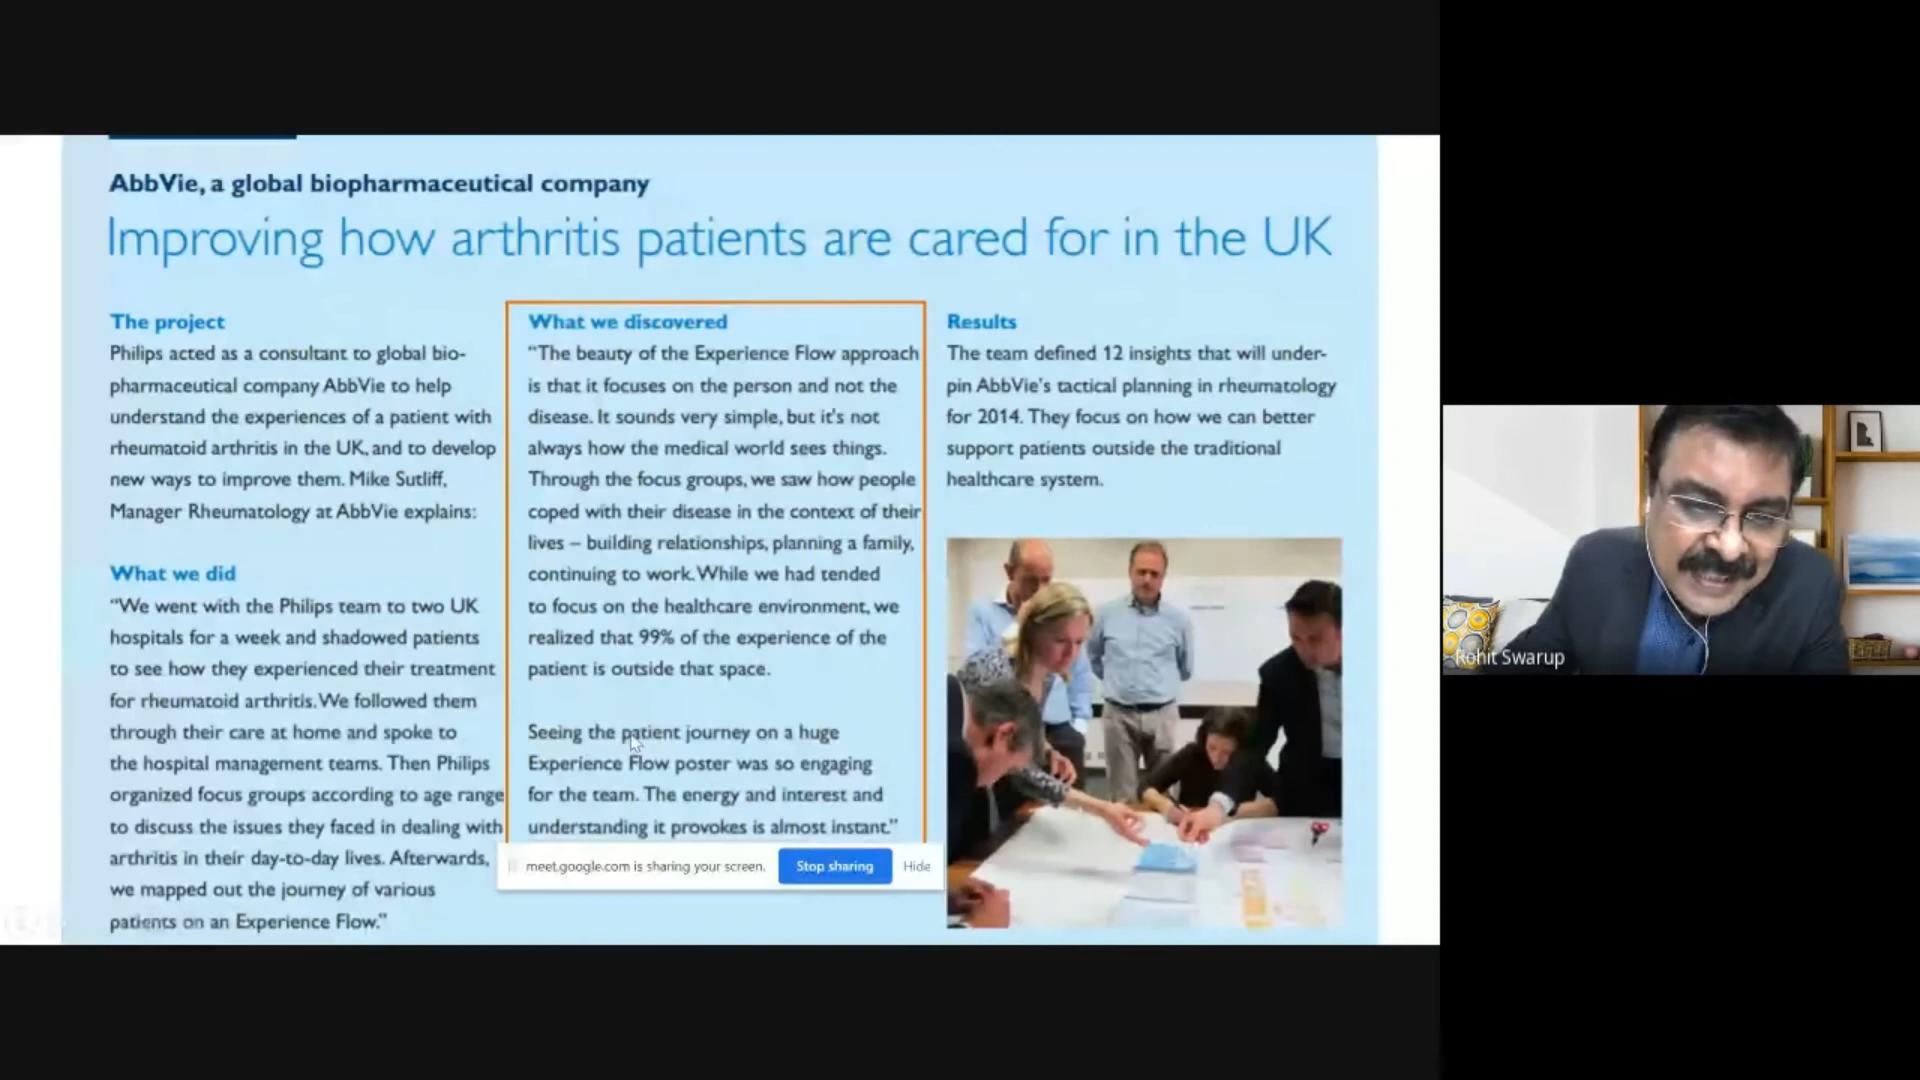 AbbVie, a global biopharmaceutical company
Improving how arthritis patients are cared for in the UK
The project
Philips acted as a consultant to global bio-
pharmaceutical company AbbVie to help
understand the experiences of a patient with
rheumatoid arthritis in the UK, and to develop
new ways to improve them. Mike Sutliff,
Manager Rheumatology at AbbVie explains:
What we did
“We went with the Philips team to two UK
hospitals for a week and shadowed patients
to see how they experienced their treatment
for rheumatoid arthritis. We followed them
through their care at home and spoke to
the hospital management teams. Then Philips
organized focus groups according to age range
to discuss the issues they faced in dealing with
arthritis in their day-to-day lives. Afterwards,
we mapped out the journey of various
patients on an Experience Flow.”
What we discovered
“The beauty of the Experience Flow approach
is that it focuses on the person and not the
disease. It sounds very simple, but it's not
always how the medical world sees things.
Through the focus groups, we saw how people
coped with their disease in the context of their
lives – building relationships, planning a family,
continuing to work. While we had tended
to focus on the healthcare environment, we
realized that 99% of the experience of the
patient is outside that space.
Seeing the patient journey on a huge
Experience Flow poster was so engaging
for the team. The energy and interest and
understanding it provokes is almost instant.”
Results
The team defined 12 insights that will under-
pin AbbVie's tactical planning in rheumatology
for 2014. They focus on how we can better
support patients outside the traditional
healthcare system.
meet.google.com is sharing your screen.
Stop sharing
Hide
Rohit Swarup